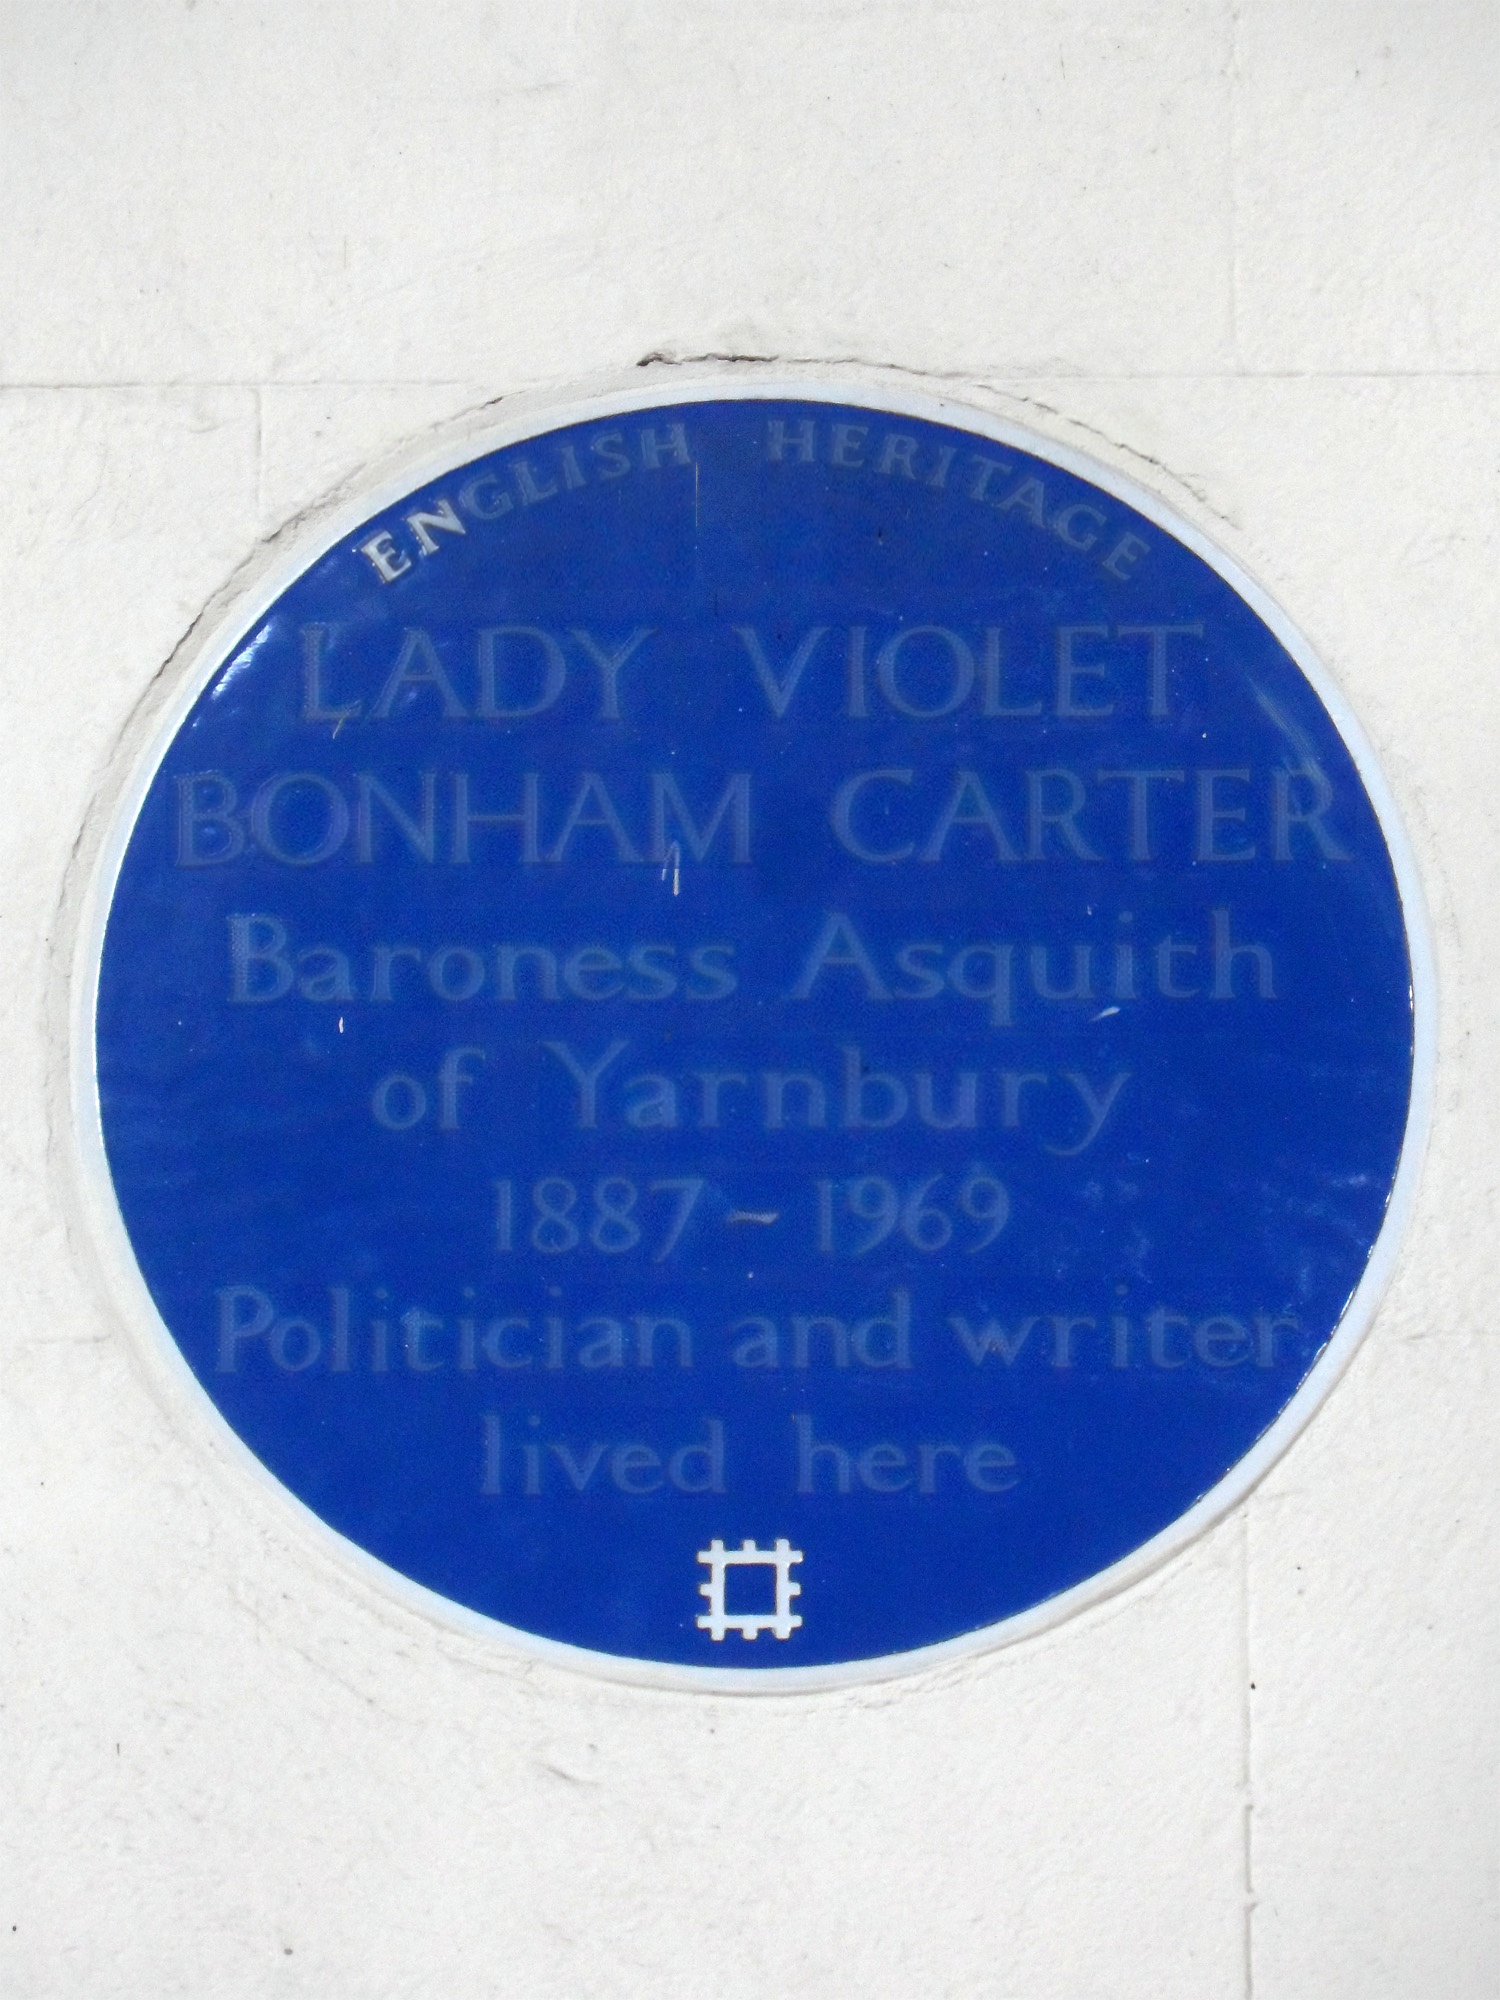 ENGLISH HERITAGE
LADY VIOLET
BONHAM CARTER
Baroness Asquith
of Yarnbury
1887 ~ 1969
Politician and writer
lived here